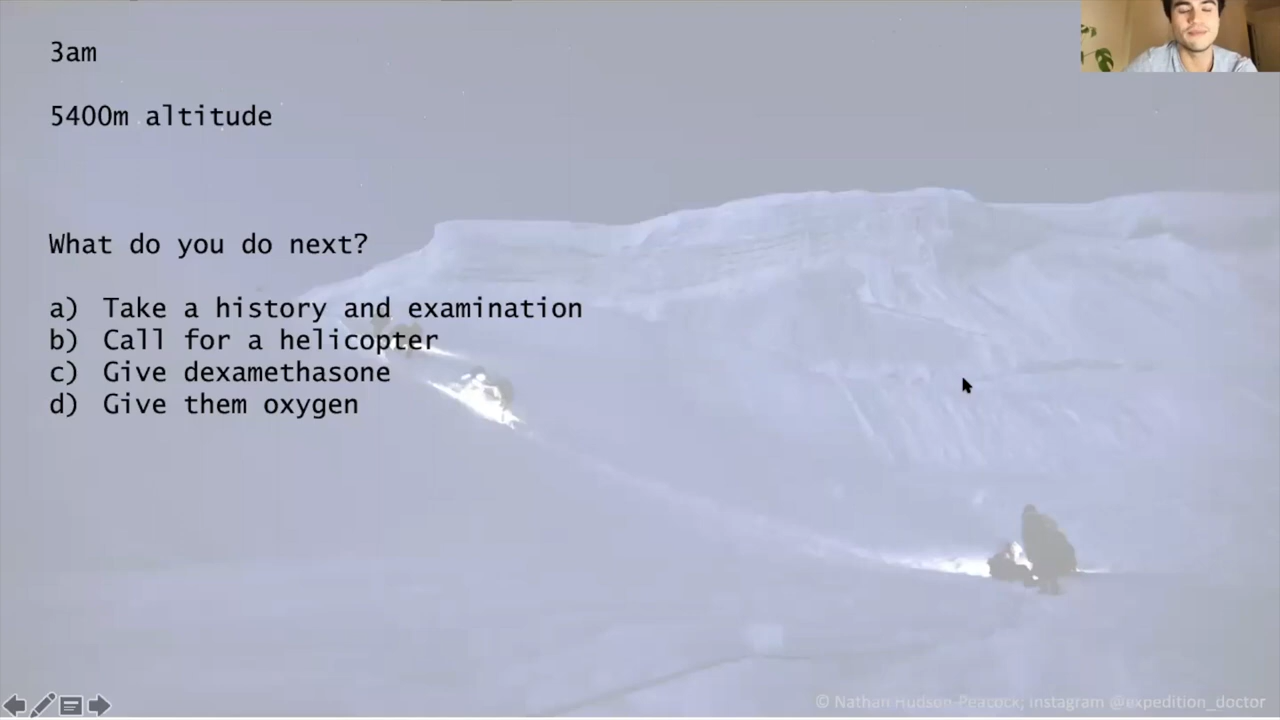 3am
5400m altitude
What do you do next?
a) Take a history and examination
b) Call for a helicopter
c) Give dexamethasone
d) Give them oxygen
© Nathan Hudson-Peacock; instagram @expedition_doctor